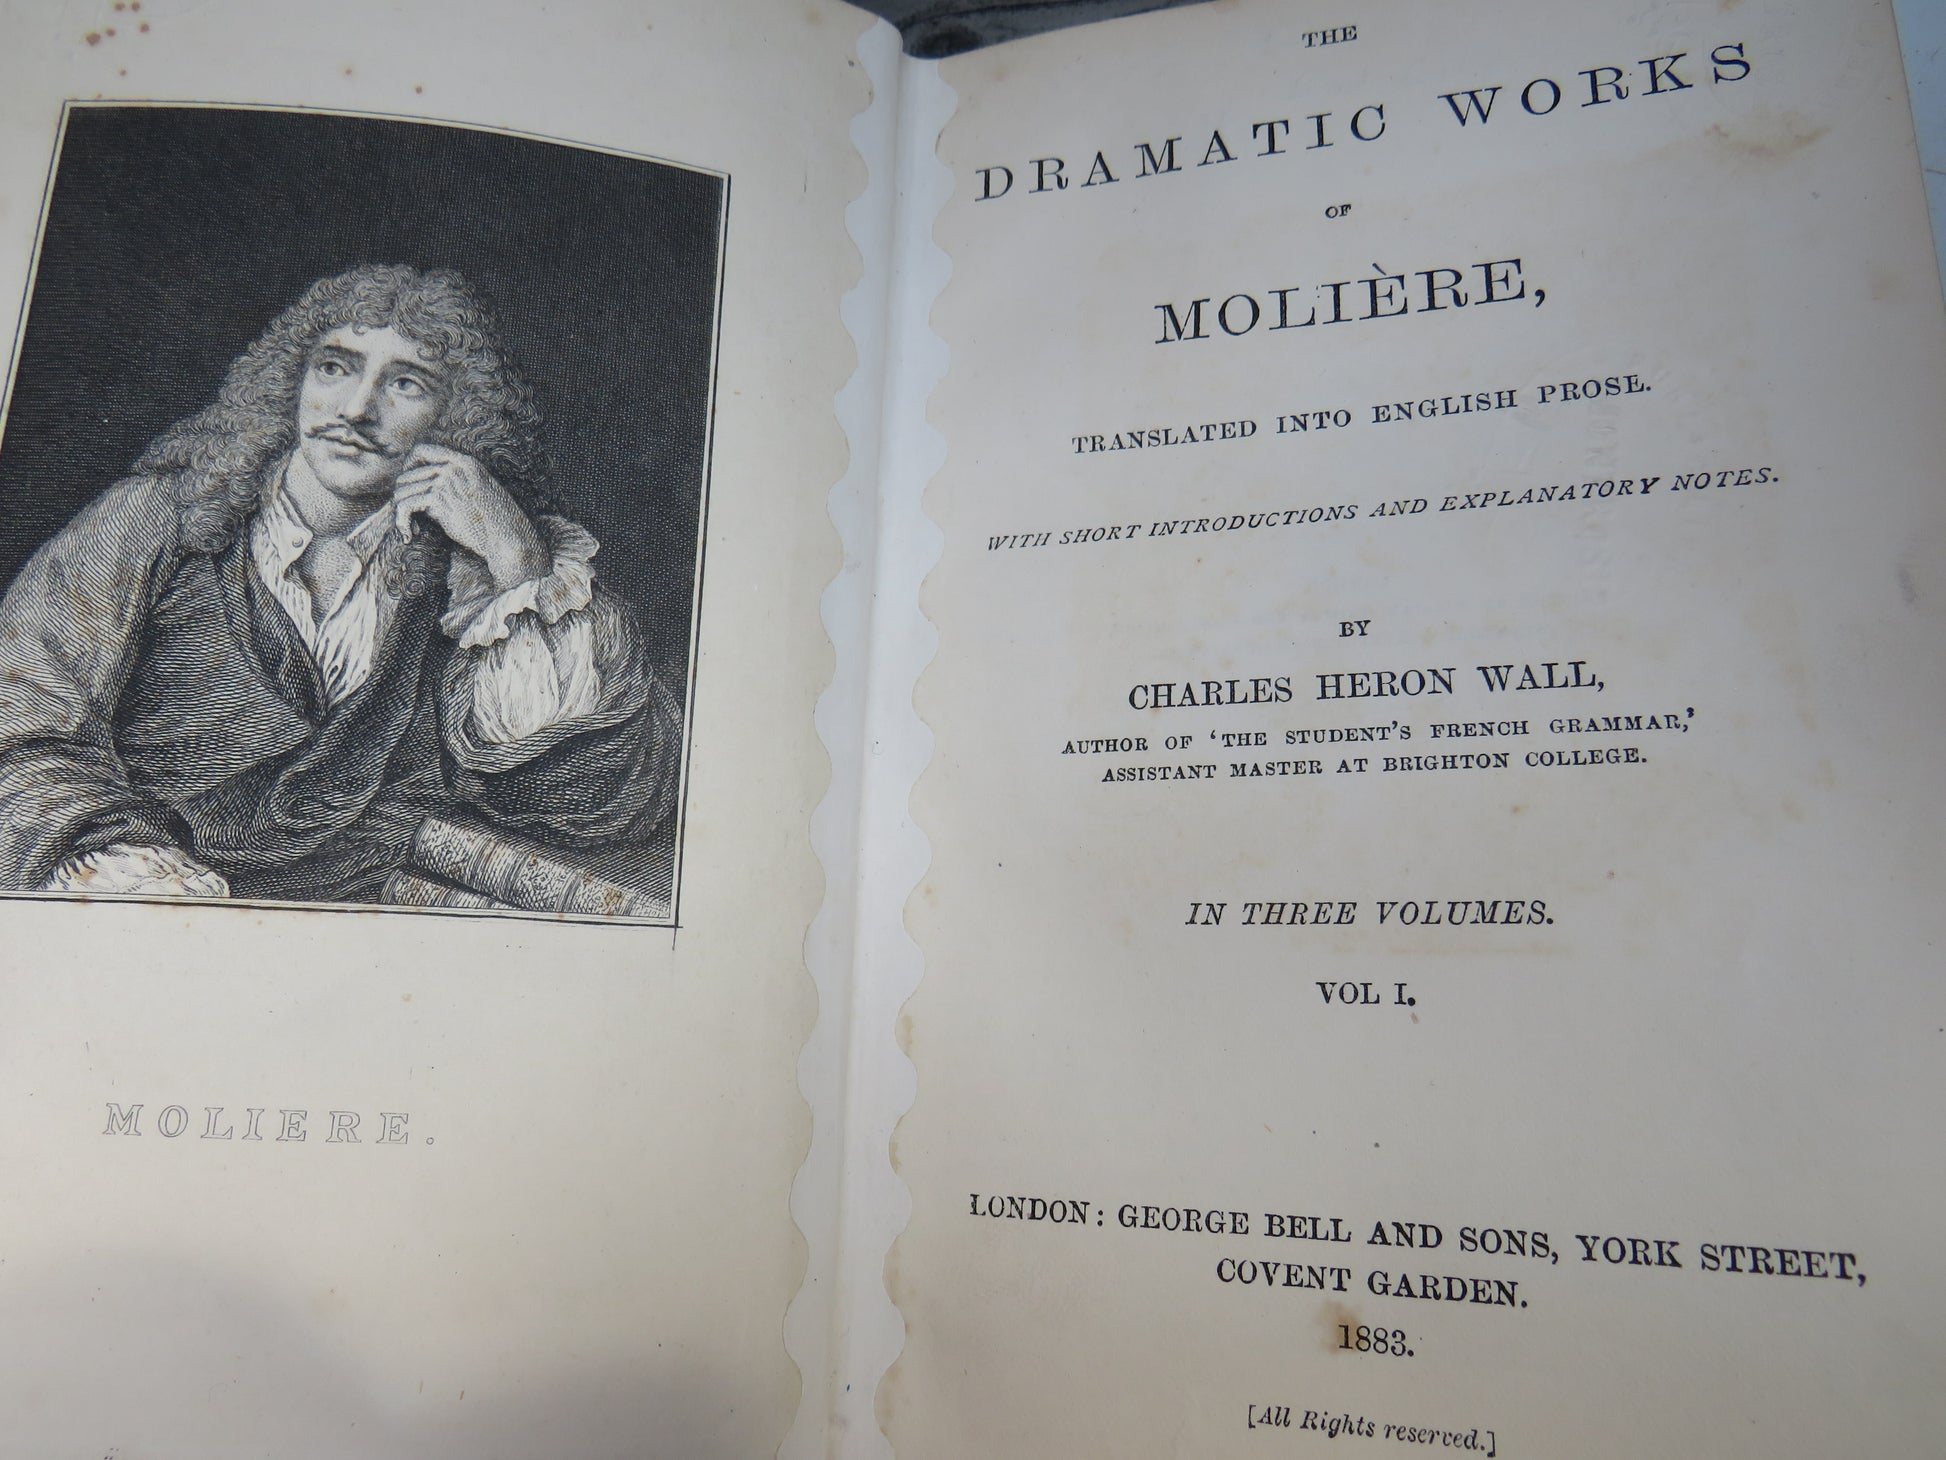 MOLIERE.
THE
DRAMATIC WORKS
OF
MOLIÈRE,
TRANSLATED INTO ENGLISH PROSE.
WITH SHORT INTRODUCTIONS AND EXPLANATORY NOTES.
BY
CHARLES HERON WALL,
AUTHOR OF ‘THE STUDENT’S FRENCH GRAMMAR,’
ASSISTANT MASTER AT BRIGHTON COLLEGE.
IN THREE VOLUMES.
VOL I.
LONDON: GEORGE BELL AND SONS, YORK STREET,
COVENT GARDEN.
1883.
[All Rights reserved.]